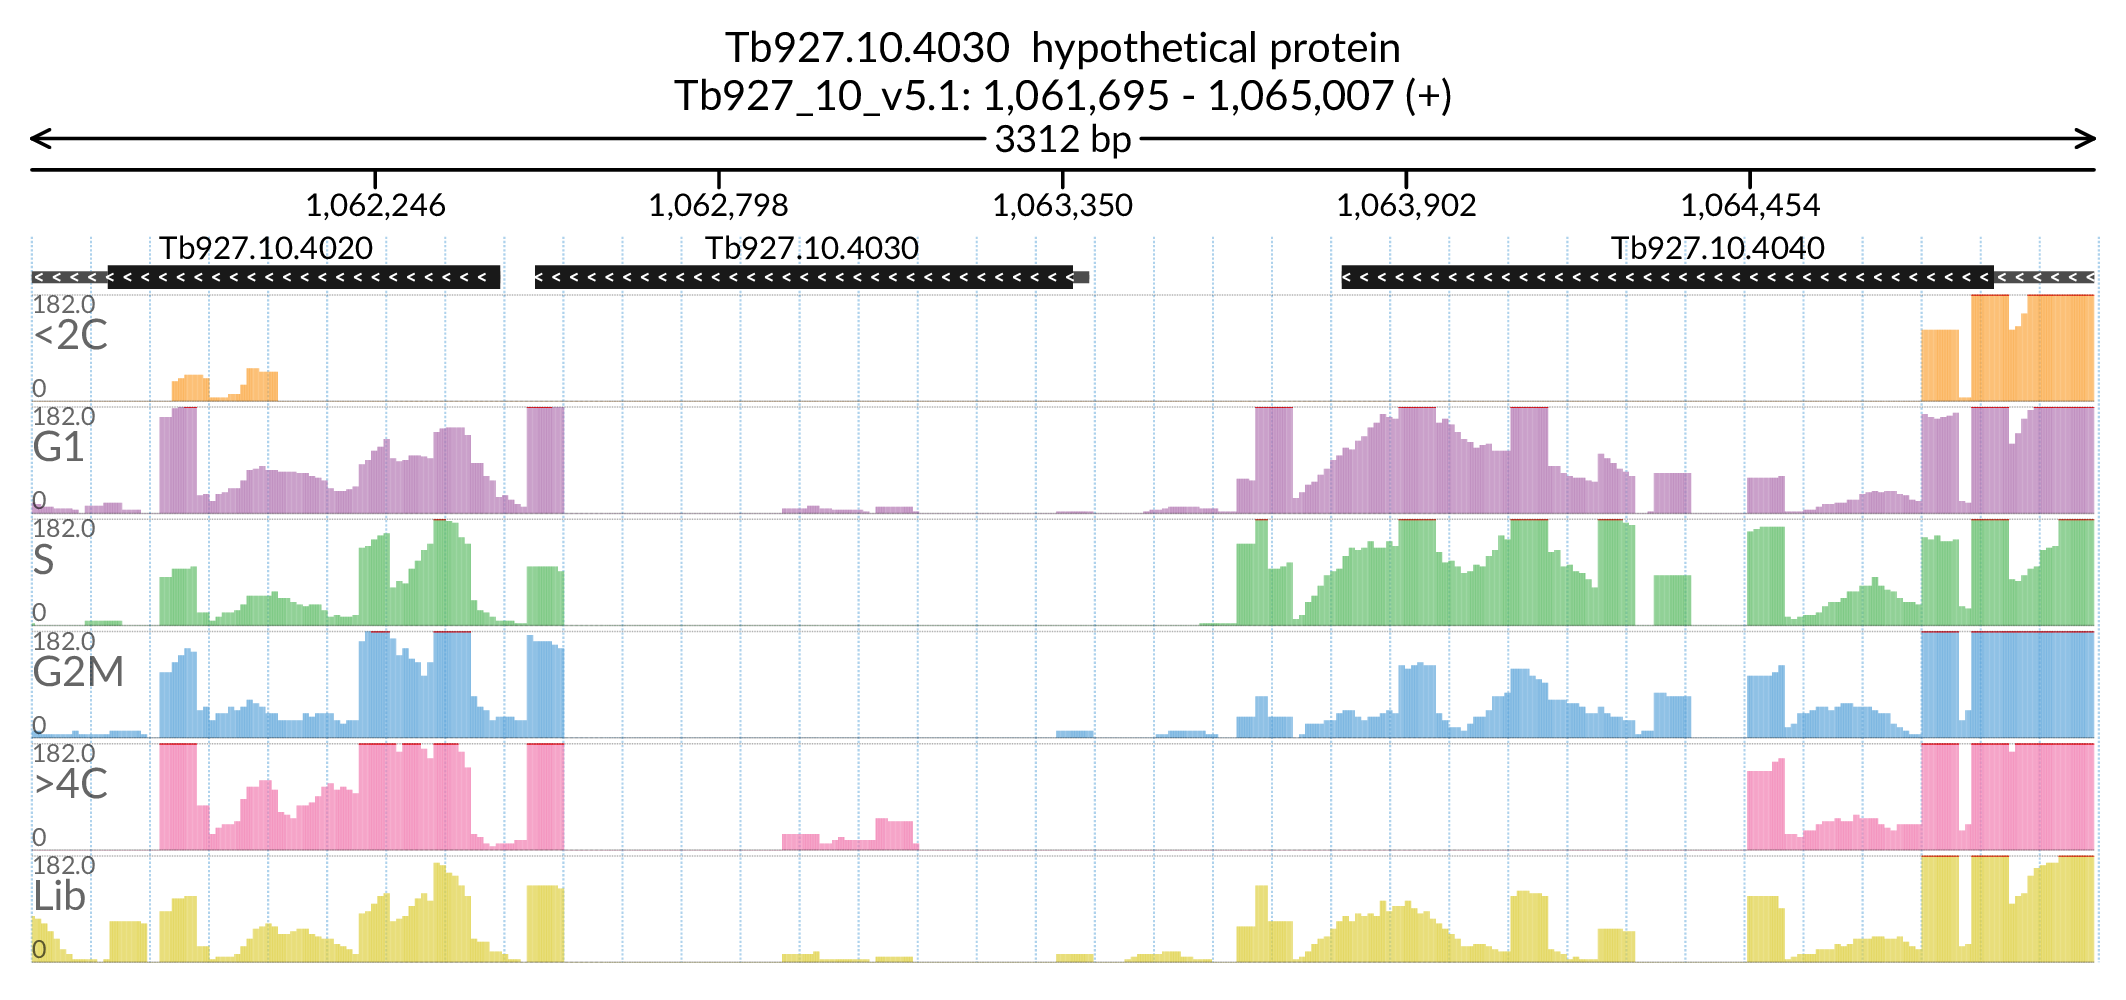 Tb927.10.4030  hypothetical protein
Tb927_10_v5.1: 1,061,695 - 1,065,007 (+)
3312 bp
1,062,246 1,062,798 1,063,350 1,063,902 1,064,454
Tb927.10.4020 Tb927.10.4030 Tb927.10.4040
182.0
<2C
0
182.0
G1
0
182.0
S
0
182.0
G2M
0
182.0
>4C
0
182.0
Lib
0